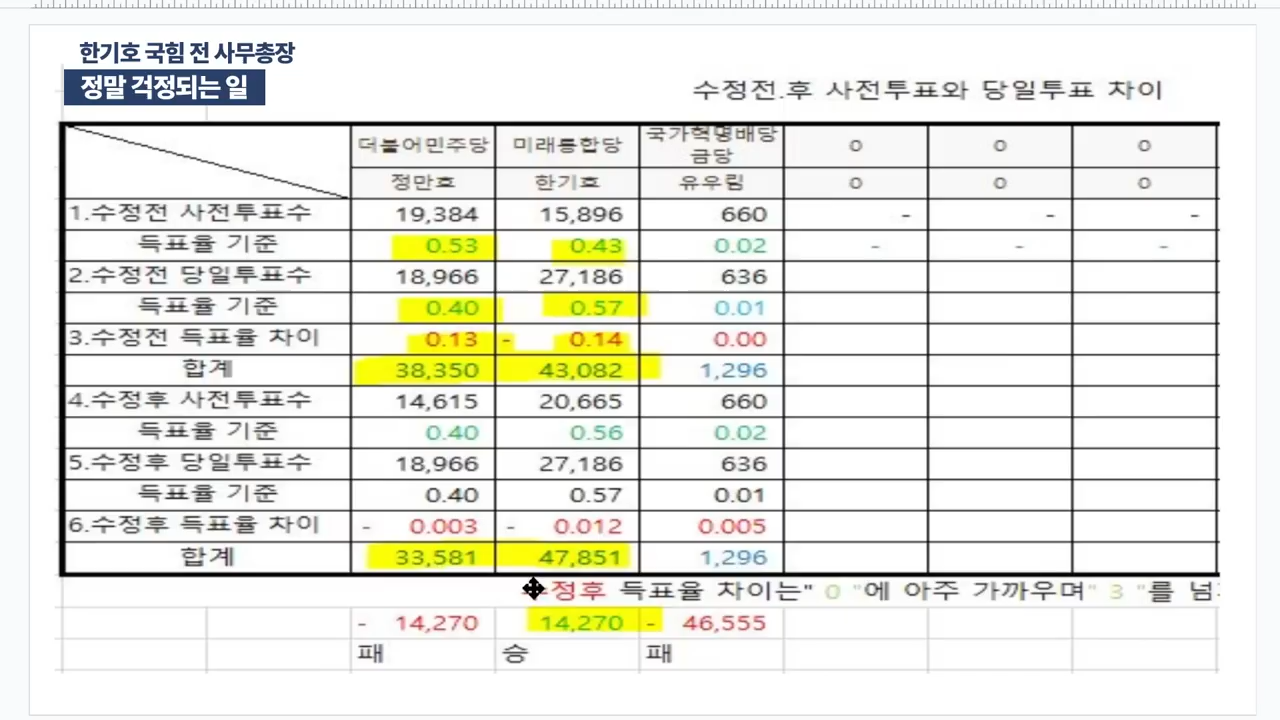 한기호 국힘 전 사무총장
정말 걱정되는 일
수정전.후 사전투표와 당일투표 차이
더불어민주당 미래통합당 국가혁명배당금당 0 0 0
정만호 한기호 유우림 0 0 0
1.수정전 사전투표수 19,384 15,896 660 - - -
득표율 기준 0.53 0.43 0.02 - - -
2.수정전 당일투표수 18,966 27,186 636
득표율 기준 0.40 0.57 0.01
3.수정전 득표율 차이 0.13 - 0.14 0.00
합계 38,350 43,082 1,296
4.수정후 사전투표수 14,615 20,665 660
득표율 기준 0.40 0.56 0.02
5.수정후 당일투표수 18,966 27,186 636
득표율 기준 0.40 0.57 0.01
6.수정후 득표율 차이 - 0.003 - 0.012 0.005
합계 33,581 47,851 1,296
정후 득표율 차이는" 0 "에 아주 가까우며" 3 "를
- 14,270 14,270 - 46,555
패 승 패